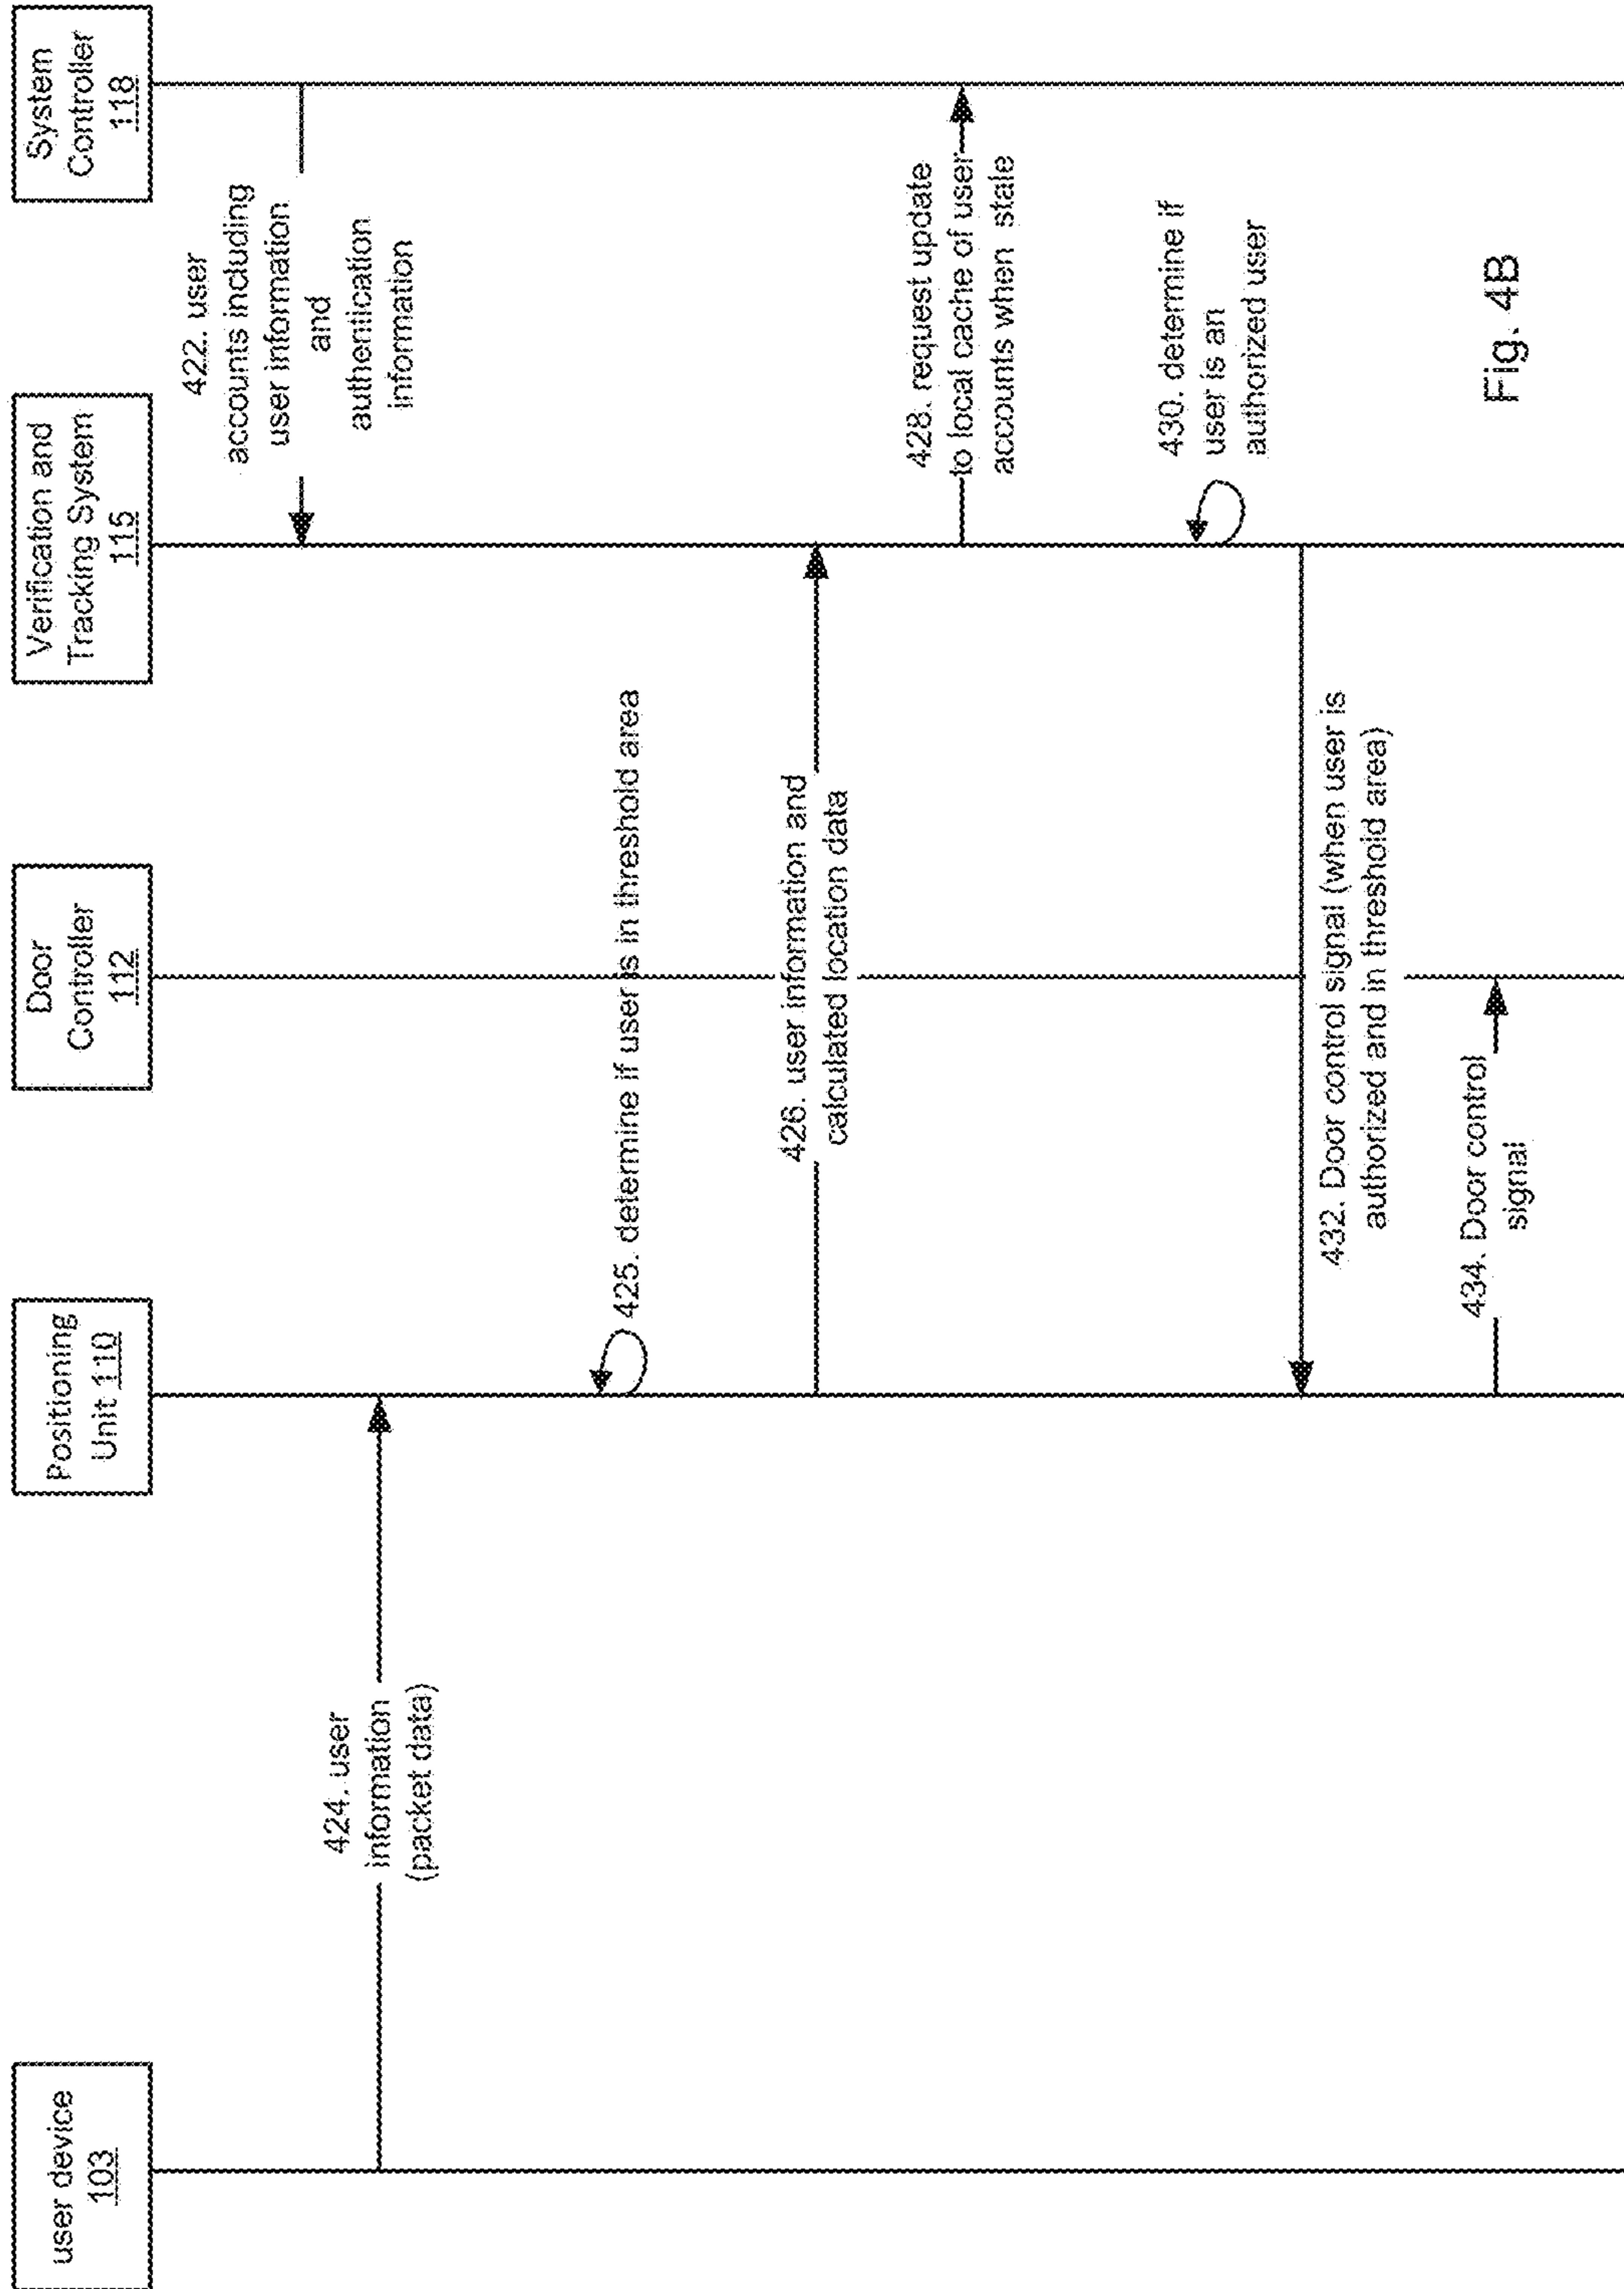 user device
103
Positioning
Unit 110
Door
Controller
112
Verification and
Tracking System
115
System
Controller
118
422. user
accounts including
user information
and
authentication
information
424. user
information
(packet data)
425. determine if user is in threshold area
426. user information and
calculated location data
428. request update
to local cache of user
accounts when stale
430. determine if
user is an
authorized user
432. Door control signal (when user is
authorized and in threshold area)
434. Door control
signal
Fig. 4B